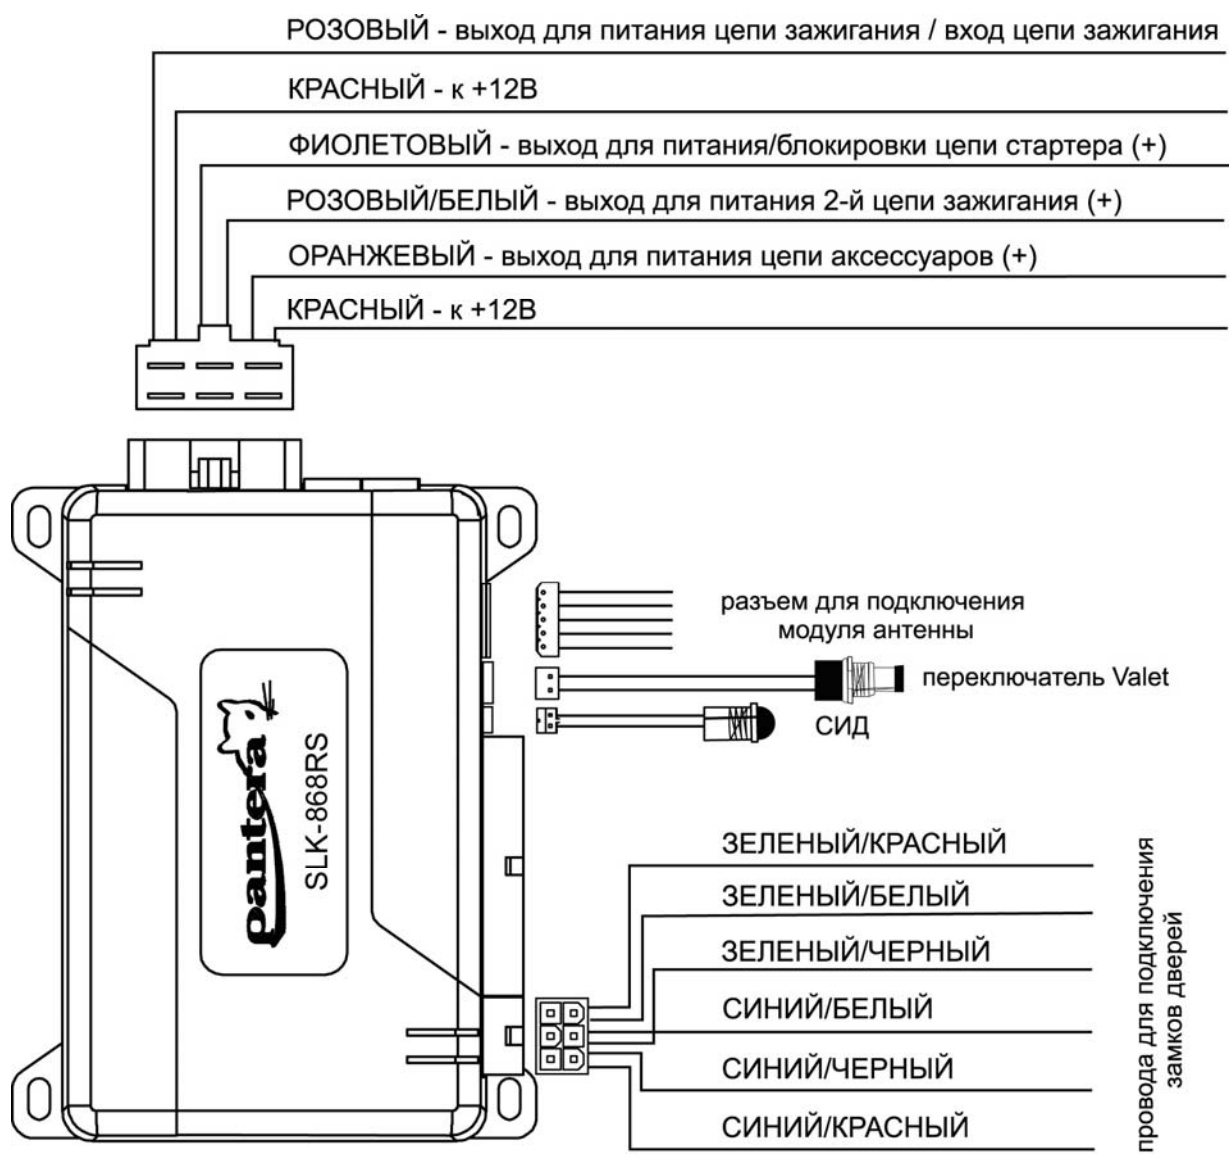 РОЗОВЫЙ - выход для питания цепи зажигания / вход цепи зажигания
КРАСНЫЙ - к +12В
ФИОЛЕТОВЫЙ - выход для питания/блокировки цепи стартера (+)
РОЗОВЫЙ/БЕЛЫЙ - выход для питания 2-й цепи зажигания (+)
ОРАНЖЕВЫЙ - выход для питания цепи аксессуаров (+)
КРАСНЫЙ - к +12В
разъем для подключения
модуля антенны
переключатель Valet
СИД
pantera
SLK-868RS
ЗЕЛЕНЫЙ/КРАСНЫЙ
ЗЕЛЕНЫЙ/БЕЛЫЙ
ЗЕЛЕНЫЙ/ЧЕРНЫЙ
СИНИЙ/БЕЛЫЙ
СИНИЙ/ЧЕРНЫЙ
СИНИЙ/КРАСНЫЙ
провода для подключения
замков дверей